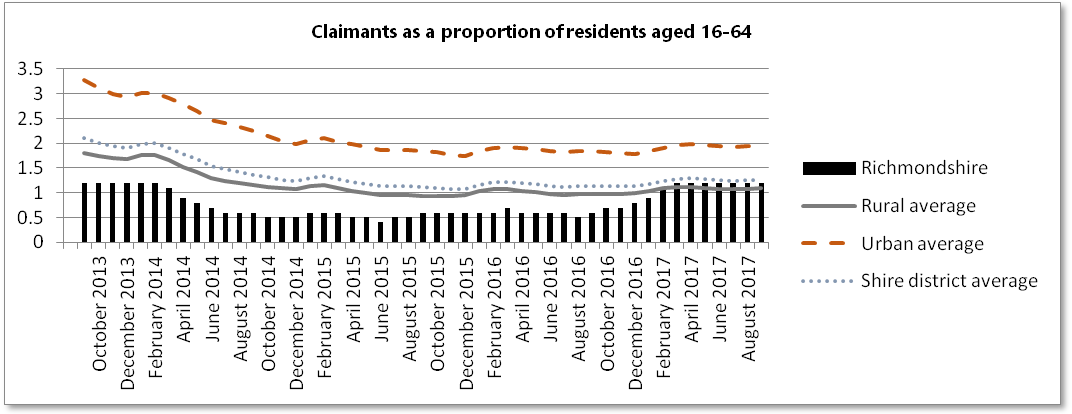 Claimants as a proportion of residents aged 16-64
3.5
3
2.5
2
1.5
1
0.5
0
October 2013
December 2013
February 2014
April 2014
June 2014
August 2014
October 2014
December 2014
February 2015
April 2015
June 2015
August 2015
October 2015
December 2015
February 2016
April 2016
June 2016
August 2016
October 2016
December 2016
February 2017
April 2017
June 2017
August 2017
Richmondshire
Rural average
Urban average
Shire district average